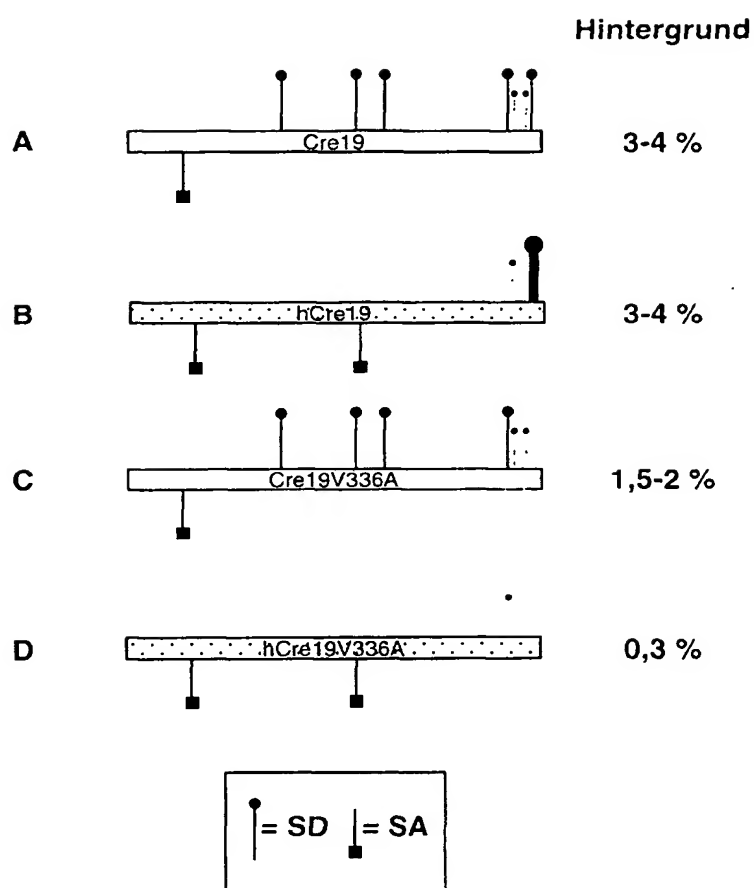 Hintergrund
A Cre19 3-4 %
B hCre19 3-4 %
C Cre19V336A 1,5-2 %
D hCre19V336A 0,3 %
= SD = SA